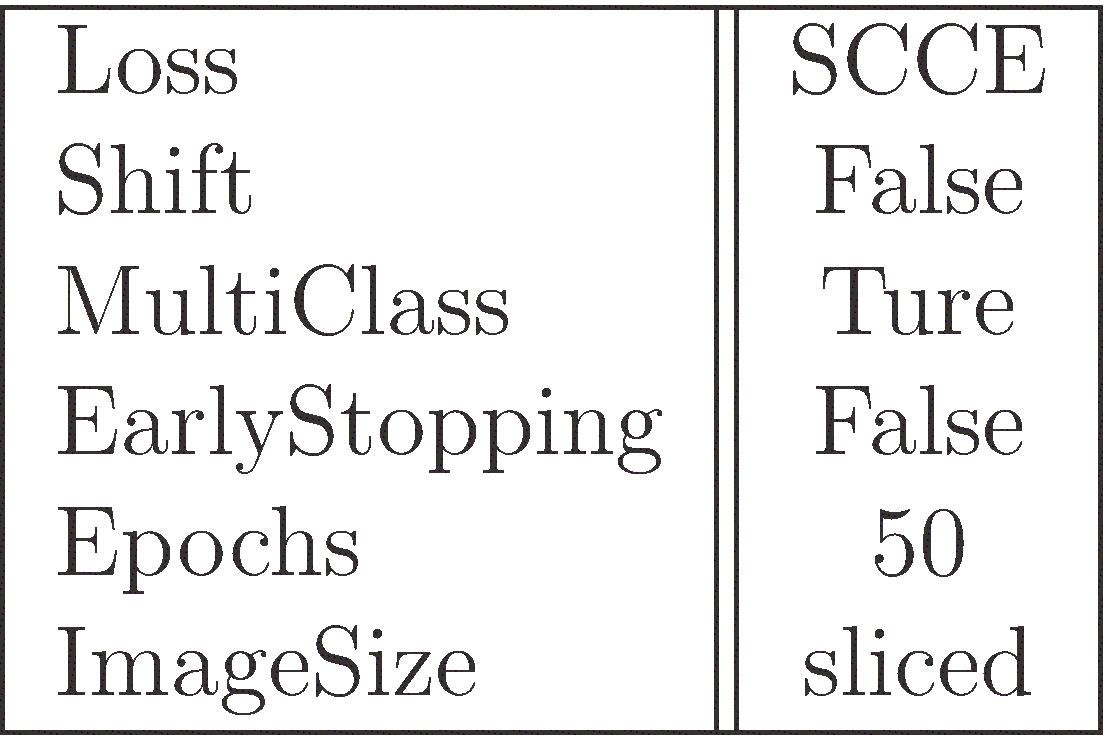 Loss SCCE
Shift False
MultiClass Ture
EarlyStopping False
Epochs 50
ImageSize sliced